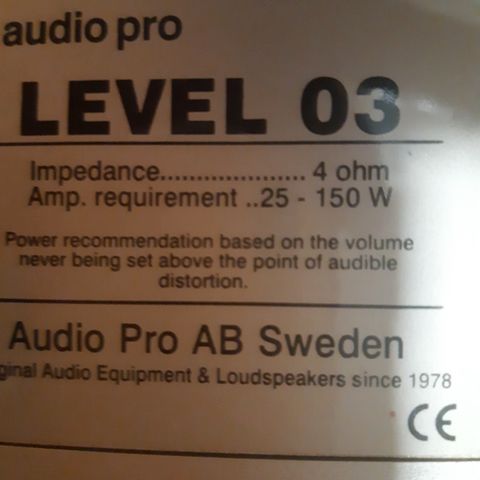 audio pro
LEVEL 03
Impedance.................... 4 ohm
Amp. requirement ..25 - 150 W
Power recommendation based on the volume
never being set above the point of audible
distortion.
Audio Pro AB Sweden
ginal Audio Equipment & Loudspeakers since 1978
CE